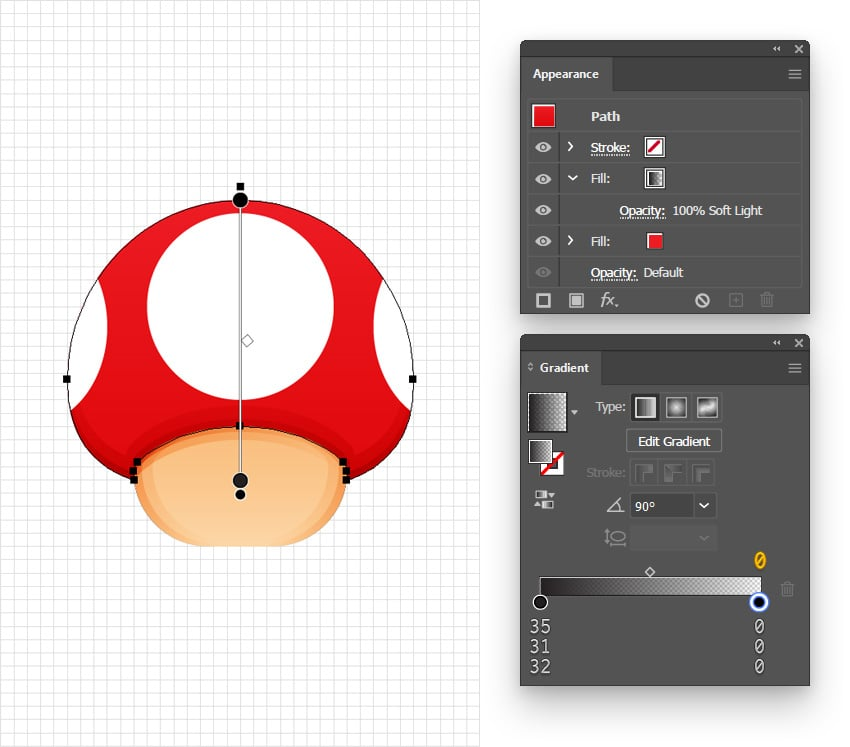 Appearance
Path
Stroke:
Fill:
Opacity: 100% Soft Light
Fill:
Opacity: Default
fx
Gradient
Type:
Edit Gradient
Stroke:
90°
0
35 0
31 0
32 0